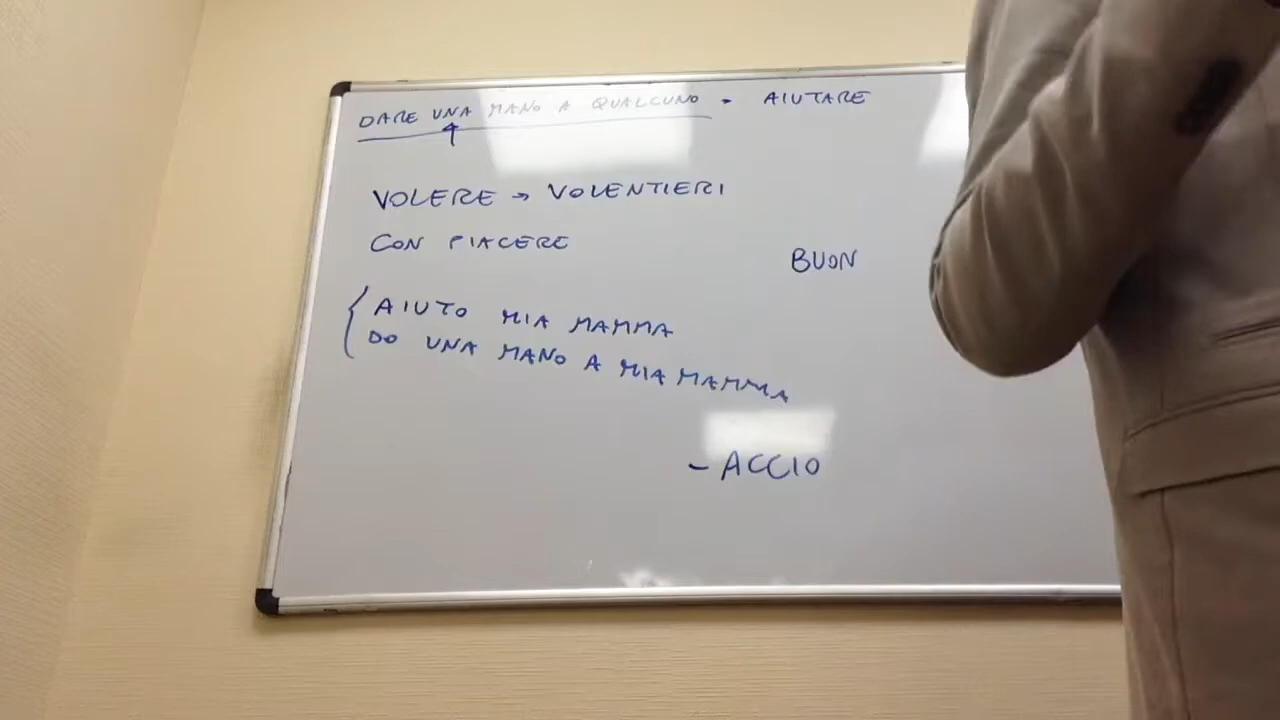 DARE UNA MANO A QUALCUNO = AIUTARE
VOLERE → VOLENTIERI
CON PIACERE
BUON
AIUTO MIA MAMMA
DO UNA MANO A MIA MAMMA
- ACCIO